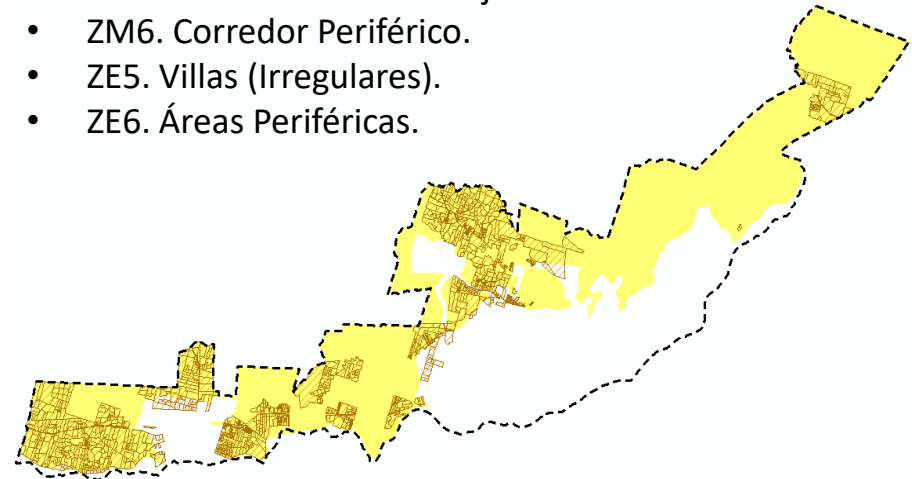 • ZM6. Corredor Periférico.
• ZE5. Villas (Irregulares).
• ZE6. Áreas Periféricas.